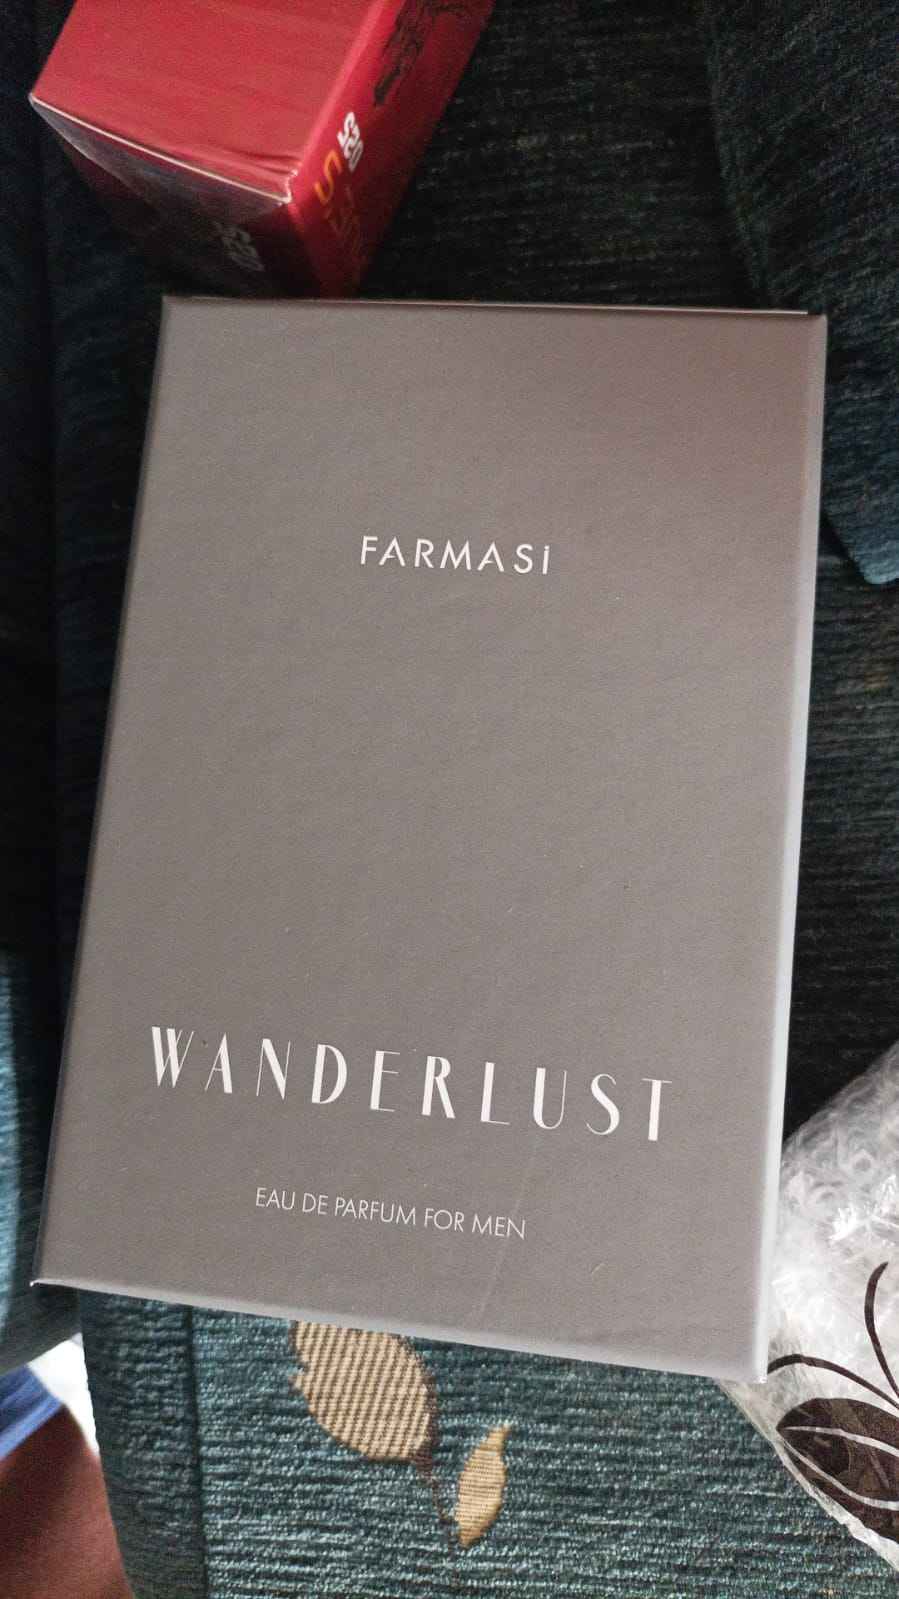 FARMASi
WANDERLUST
EAU DE PARFUM FOR MEN